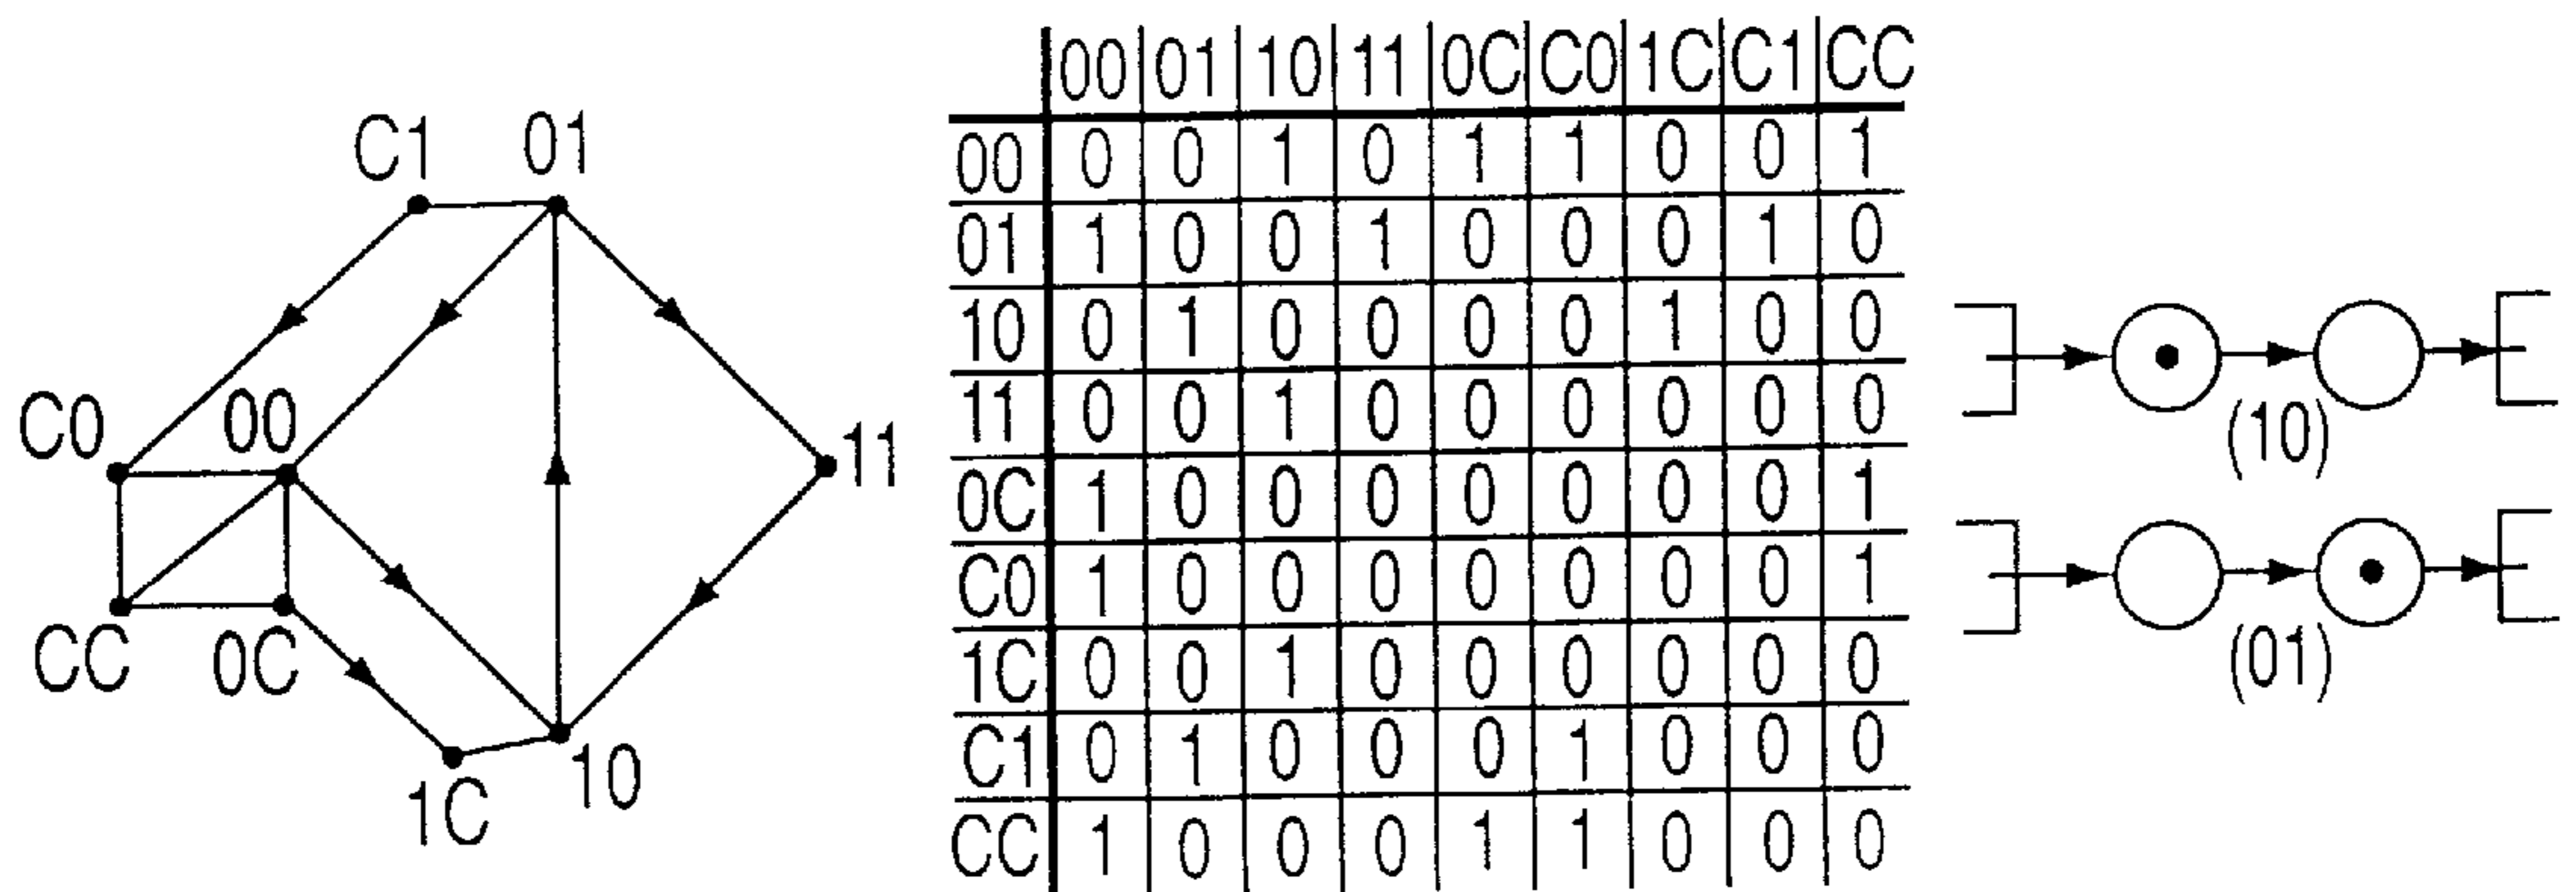 C1 01
C0 00 11
CC 0C
1C 10
00 01 10 11 0C C0 1C C1 CC
00 0 0 1 0 1 1 0 0 1
01 1 0 0 1 0 0 0 1 0
10 0 1 0 0 0 0 1 0 0
11 0 0 1 0 0 0 0 0 0
0C 1 0 0 0 0 0 0 0 1
C0 1 0 0 0 0 0 0 0 1
1C 0 0 1 0 0 0 0 0 0
C1 0 1 0 0 0 1 0 0 0
CC 1 0 0 0 1 1 0 0 0
(10)
(01)